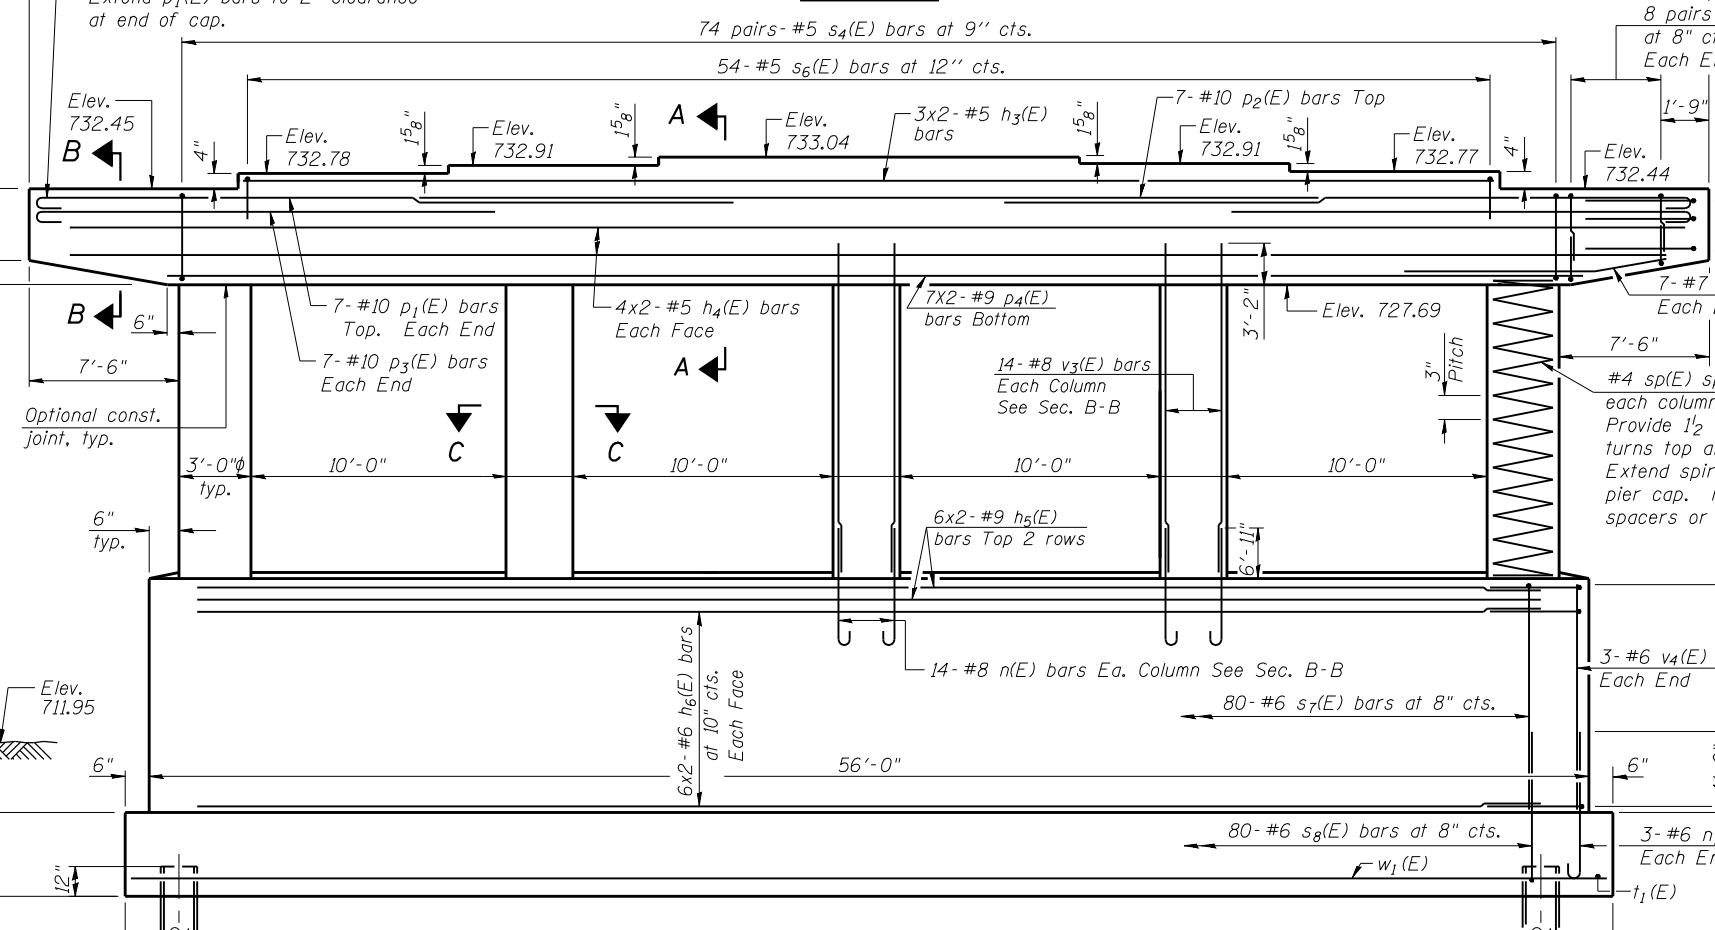 Extend p1(E) bars to 2" clearance
at end of cap.
74 pairs- #5 s4(E) bars at 9'' cts.
8 pairs
at 8" ct
Each E
54- #5 s6(E) bars at 12'' cts.
Elev.
732.45
B
4"
Elev.
732.78
1 5/8"
Elev.
732.91
1 5/8"
A
Elev.
733.04
3x2- #5 h3(E)
bars
1 5/8"
7- #10 p2(E) bars Top
Elev.
732.91
1 5/8"
Elev.
732.77
4"
Elev.
732.44
1'-9"
B
6"
7'-6"
7- #10 p1(E) bars
Top. Each End
7- #10 p3(E) bars
Each End
4x2- #5 h4(E) bars
Each Face
A
7X2- #9 p4(E)
bars Bottom
3'-2"
Elev. 727.69
7- #7
Each
7'-6"
14- #8 v3(E) bars
Each Column
See Sec. B-B
3"
Pitch
#4 sp(E) sp
each column
Provide 1 1/2
turns top a
Extend spir
pier cap.
spacers or
Optional const.
joint, typ.
C
C
3'-0"ϕ
typ.
10'-0"
10'-0"
10'-0"
10'-0"
6"
typ.
6x2- #9 h5(E)
bars Top 2 rows
6'-11"
14- #8 n(E) bars Ea. Column See Sec. B-B
3- #6 v4(E)
Each End
Elev.
711.95
6x2- #6 h6(E) bars
at 10" cts.
Each Face
80- #6 s7(E) bars at 8" cts.
6"
56'-0"
6"
80- #6 s8(E) bars at 8" cts.
3- #6 n
Each En
12"
w1(E)
t1(E)